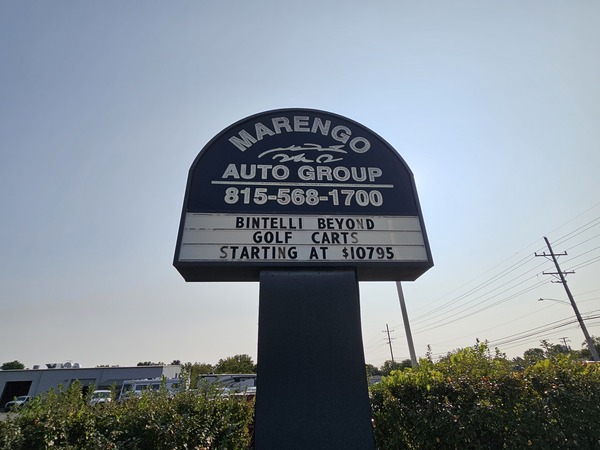 MARENGO
AUTO GROUP
815-568-1700
BINTELLI BEYOND
GOLF CARTS
STARTING AT $10795